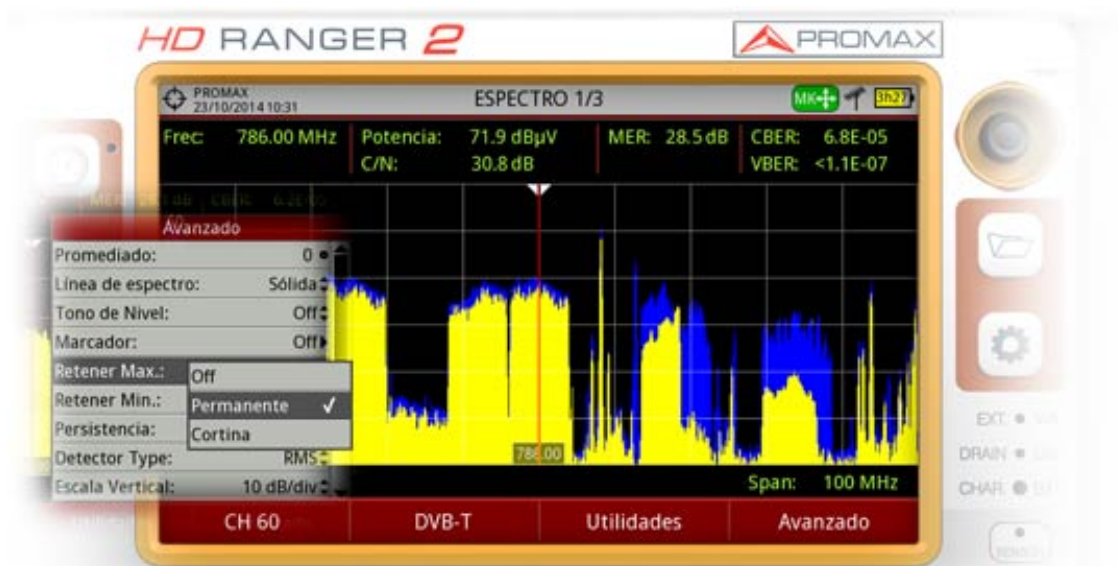 HD RANGER 2
PROMAX
PROMAX
23/10/2014 10:31
ESPECTRO 1/3
MK
3h27
Frec: 786.00 MHz
Potencia: 71.9 dBµV
MER: 28.5 dB
CBER: 6.8E-05
C/N: 30.8 dB
VBER: <1.1E-07
Avanzado
Promediado: 0
Línea de espectro: Sólida
Tono de Nivel: Off
Marcador: Off
Retener Max.:
Off
Retener Min.:
Permanente ✓
Persistencia:
Cortina
Detector Type: RMS
Escala Vertical: 10 dB/div
786.00
Span: 100 MHz
CH 60
DVB-T
Utilidades
Avanzado
EXT.
DRAIN
CHAR.